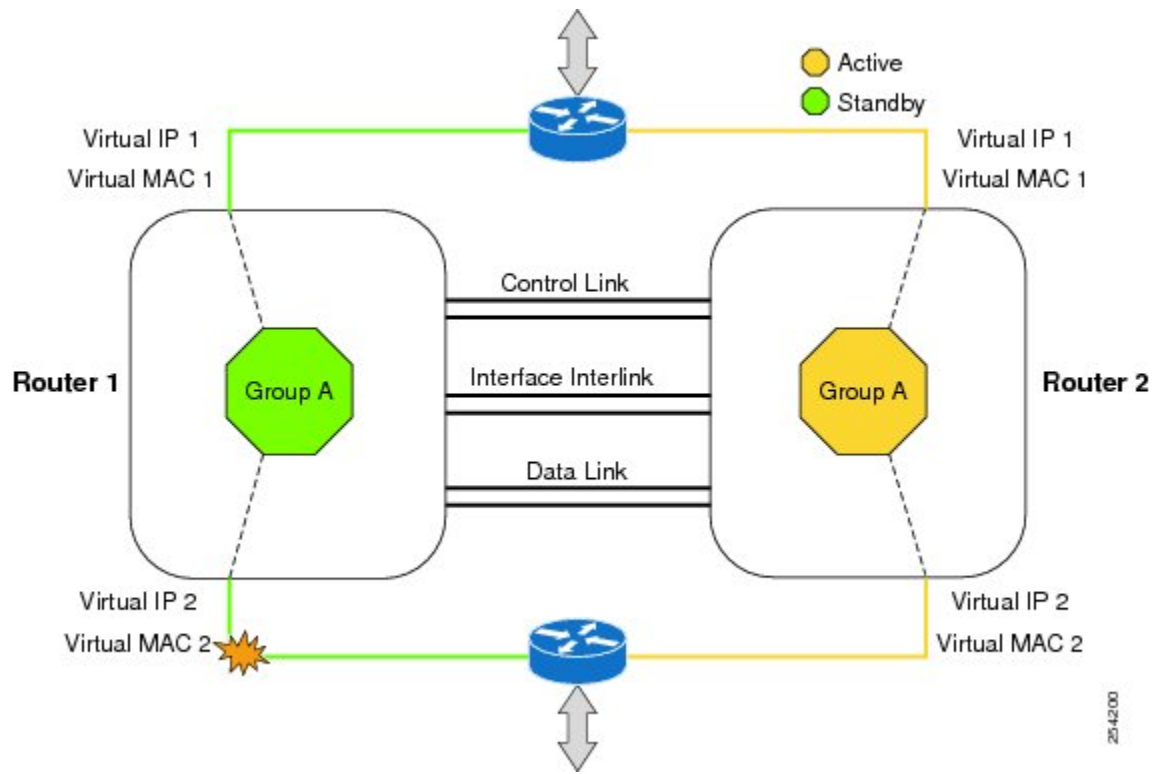 Active
Standby
Virtual IP 1
Virtual MAC 1
Virtual IP 1
Virtual MAC 1
Control Link
Interface Interlink
Data Link
Router 1
Group A
Group A
Router 2
Virtual IP 2
Virtual MAC 2
Virtual IP 2
Virtual MAC 2
254200